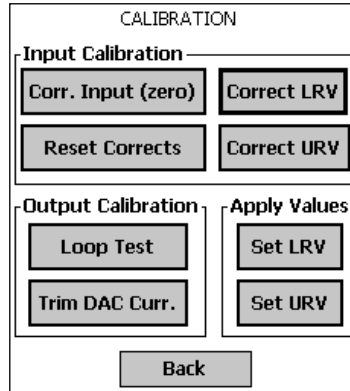 CALIBRATION
Input Calibration
Corr. Input (zero) Correct LRV
Reset Corrects Correct URV
Output Calibration Apply Values
Loop Test Set LRV
Trim DAC Curr. Set URV
Back